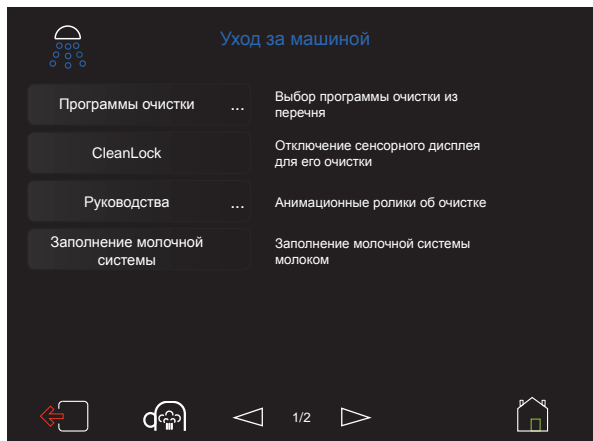 Уход за машиной
Программы очистки ...
Выбор программы очистки из
перечня
CleanLock
Отключение сенсорного дисплея
для его очистки
Руководства ...
Анимационные ролики об очистке
Заполнение молочной
системы
Заполнение молочной системы
молоком
1/2